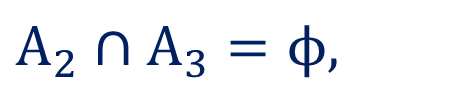 A₂ ∩ A₃ = ϕ,